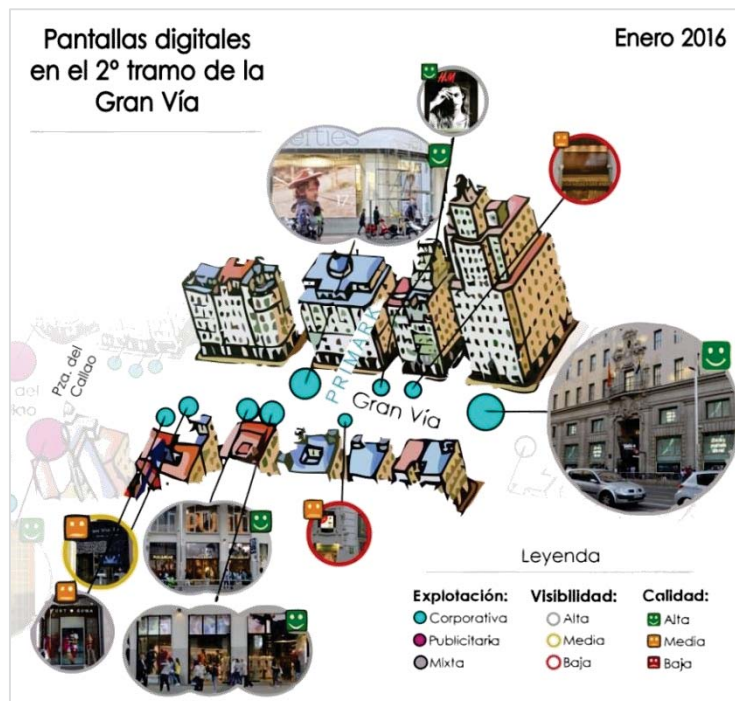 Pantallas digitales
en el 2º tramo de la
Gran Vía
Enero 2016
H&M
erties
Pza. del
Callao
PRIMARK
Gran Vía
Leyenda
Explotación:
Corporativa
Publicitaria
Mixta
Visibilidad:
Alta
Media
Baja
Calidad:
Alta
Media
Baja